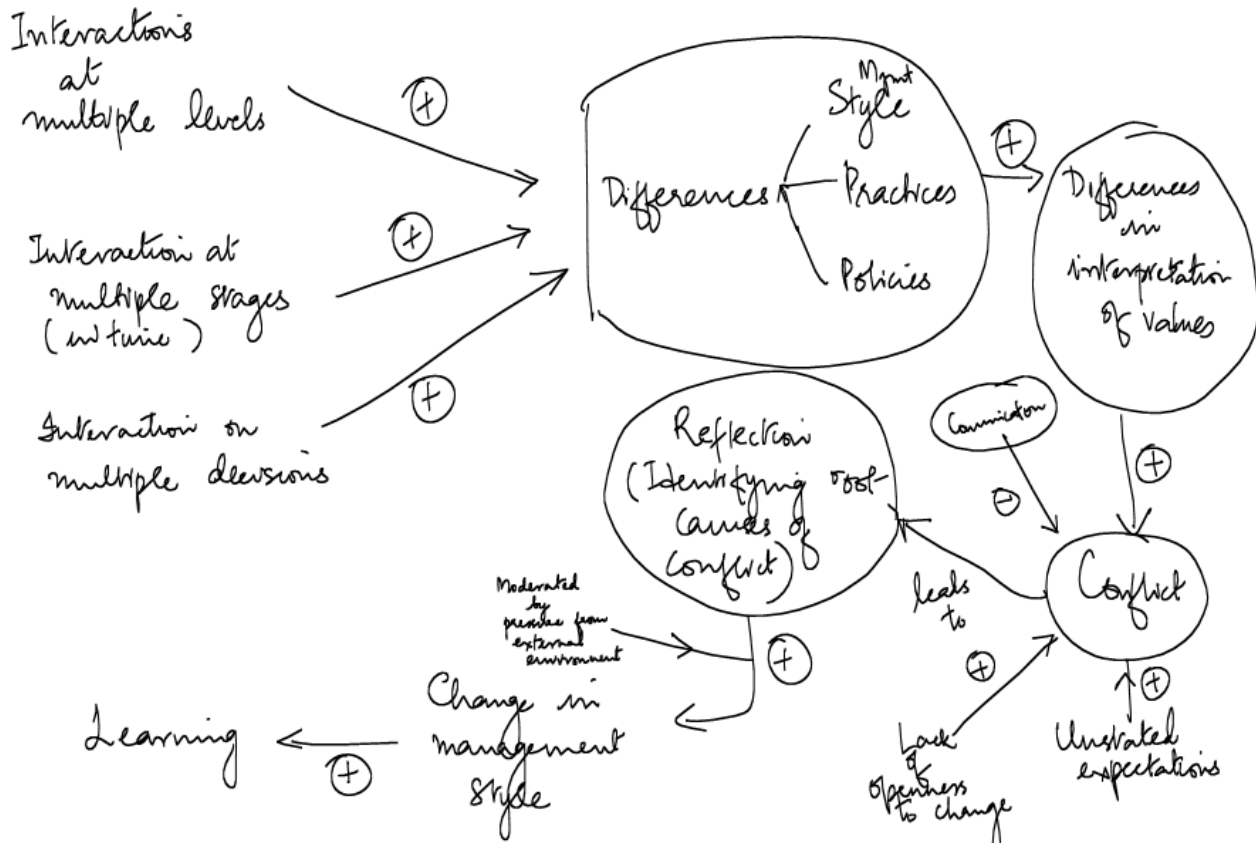 Interactions
at
multiple levels
+
Interaction at
multiple stages
(in time)
+
Interaction on
multiple decisions
+
Differences
Mgmt
Style
Practices
Policies
+
Differences
in
interpretation
of values
+
Communication
-
Conflict
Lack
of
openness
to change
+
Unstated
expectations
+
leads
to
Reflection
(Identifying root-
causes of
conflict)
Moderated
by
pressure from
external
environment
+
Change in
management
style
+
Learning